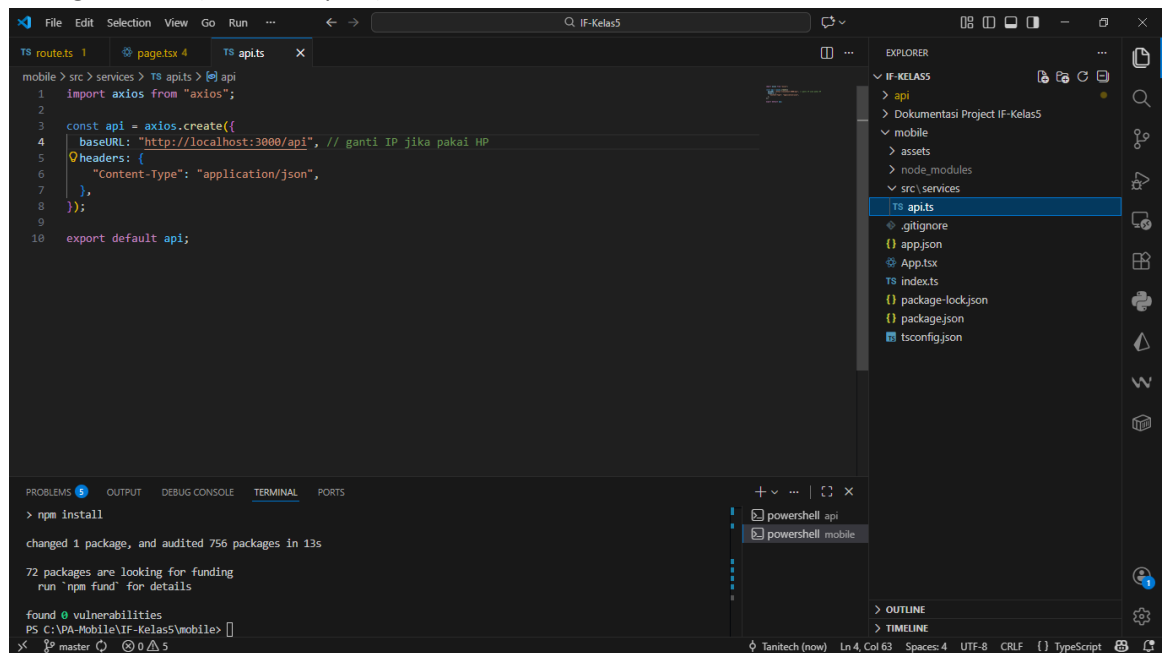 File Edit Selection View Go Run ··· ← → IF-Kelas5
TS route.ts 1 page.tsx 4 TS api.ts ×
mobile > src > services > TS api.ts > api
1 import axios from "axios";
2
3 const api = axios.create({
4 baseURL: "http://localhost:3000/api", // ganti IP jika pakai HP
5 headers: {
6 "Content-Type": "application/json",
7 },
8 });
9
10 export default api;
EXPLORER ···
IF-KELAS5
> api
> Dokumentasi Project IF-Kelas5
mobile
> assets
> node_modules
src\services
TS api.ts
.gitignore
{} app.json
App.tsx
TS index.ts
{} package-lock.json
{} package.json
tsconfig.json
> OUTLINE
> TIMELINE
PROBLEMS 5 OUTPUT DEBUG CONSOLE TERMINAL PORTS
> npm install
changed 1 package, and audited 756 packages in 13s
72 packages are looking for funding
run `npm fund` for details
found 0 vulnerabilities
PS C:\PA-Mobile\IF-Kelas5\mobile>
powershell api
powershell mobile
1
master 0 5 Tanitech (now) Ln 4, Col 63 Spaces: 4 UTF-8 CRLF {} TypeScript